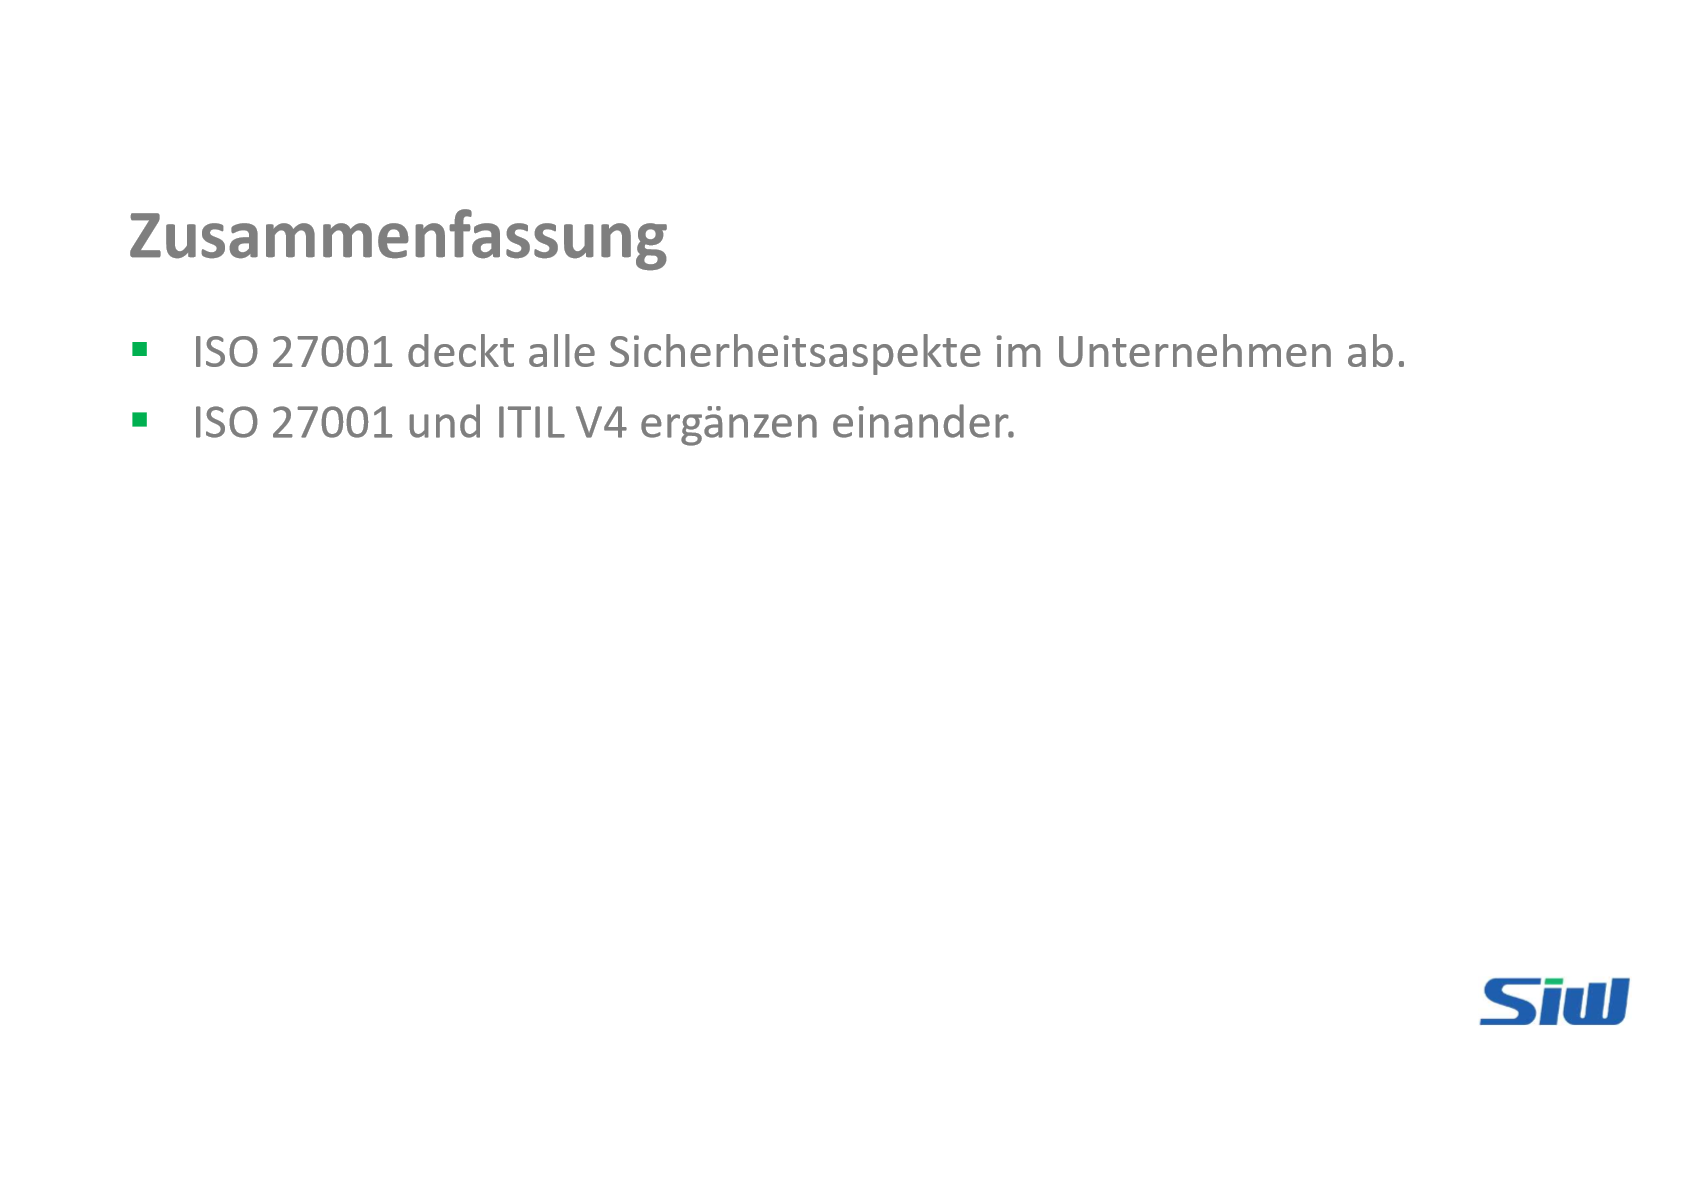 Zusammenfassung
▪ ISO 27001 deckt alle Sicherheitsaspekte im Unternehmen ab.
▪ ISO 27001 und ITIL V4 ergänzen einander.
Siw